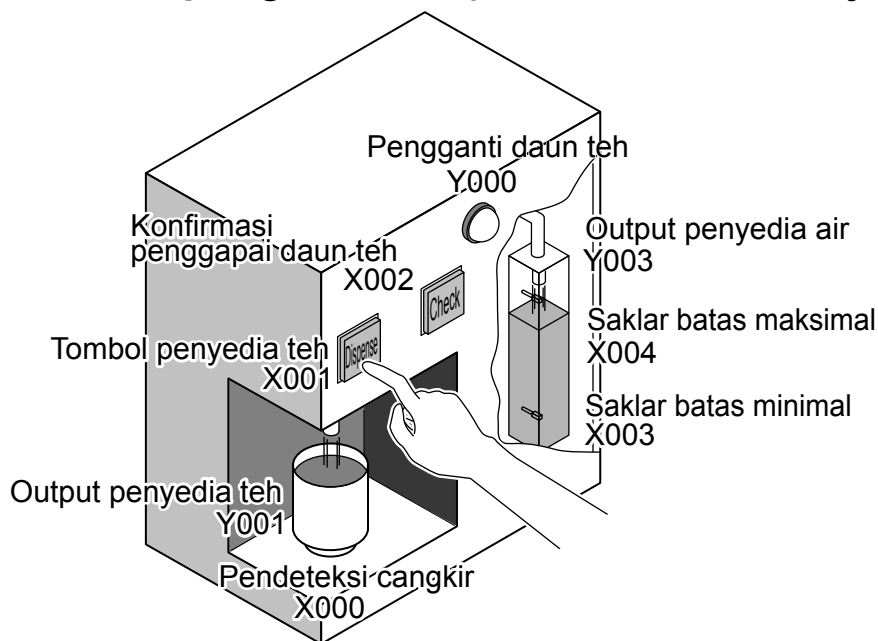 Pengganti daun teh
Y000
Konfirmasi
penggapai daun teh
X002
Output penyedia air
Y003
Check
Saklar batas maksimal
X004
Tombol penyedia teh
X001
Dispense
Saklar batas minimal
X003
Output penyedia teh
Y001
Pendeteksi cangkir
X000